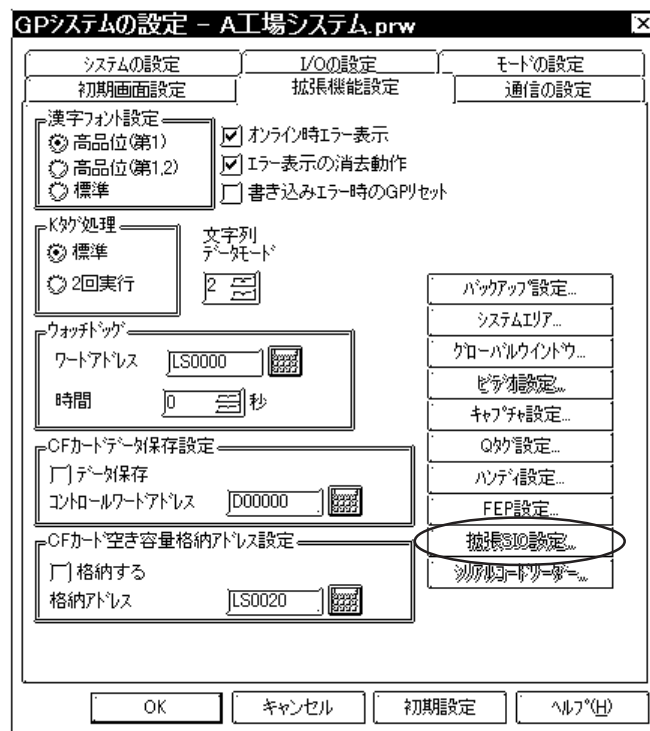 GPシステムの設定 - A工場システム.prw
システムの設定
I/Oの設定
モードの設定
初期画面設定
拡張機能設定
通信の設定
漢字フォント設定
高品位(第1)
高品位(第1,2)
標準
オンライン時エラー表示
エラー表示の消去動作
書き込みエラー時のGPリセット
Kタグ処理
標準
2回実行
文字列
データモード
2
ウォッチドッグ
ワードアドレス
LS0000
時間
0
秒
CFカードデータ保存設定
データ保存
コントロールワードアドレス
D00000
CFカード空き容量格納アドレス設定
格納する
格納アドレス
LS0020
バックアップ設定...
システムエリア...
グローバルウインドウ...
ビデオ設定...
キャプチャ設定...
Qタグ設定...
ハンディ設定...
FEP設定...
拡張SIO設定...
シリアルコードリーダー...
OK
キャンセル
初期設定
ヘルプ(H)